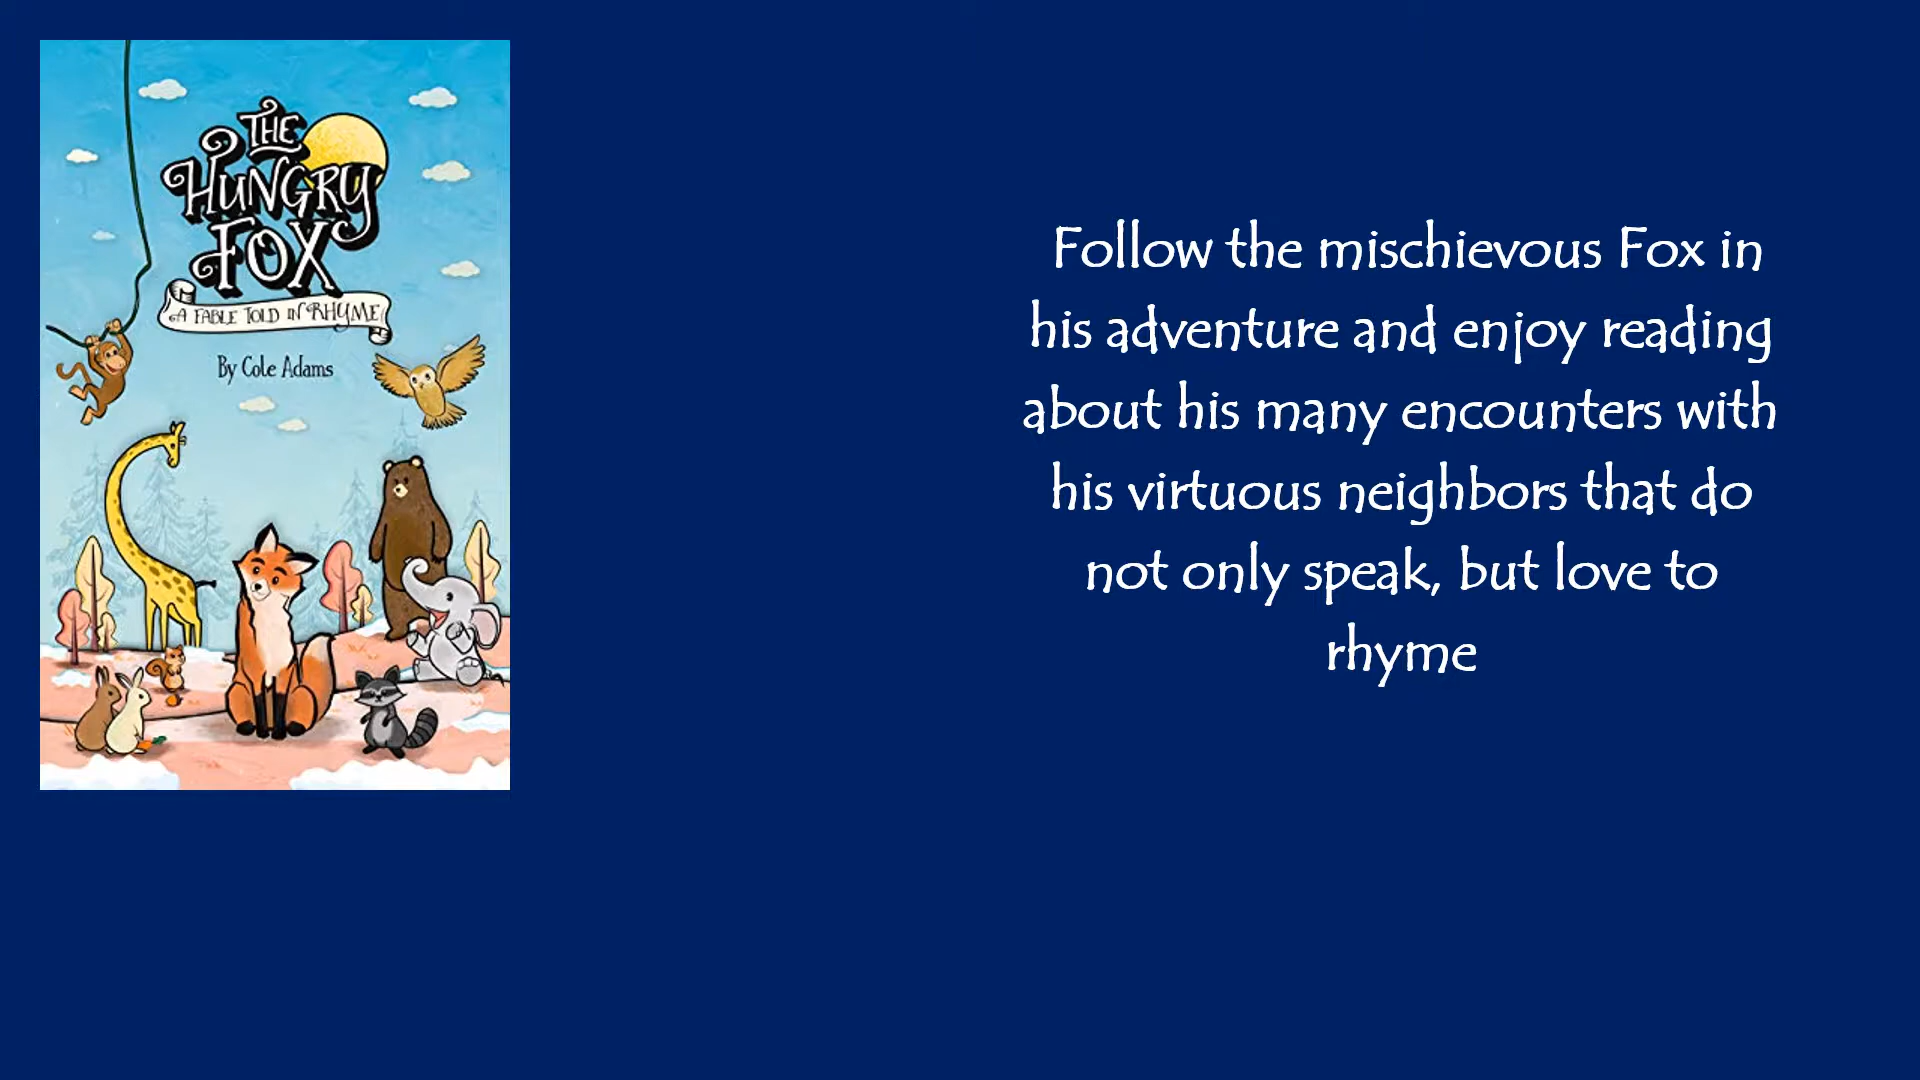 THE
HUNGRY
FOX
A FABLE TOLD IN RHYME
By Cole Adams
Follow the mischievous Fox in
his adventure and enjoy reading
about his many encounters with
his virtuous neighbors that do
not only speak, but love to
rhyme